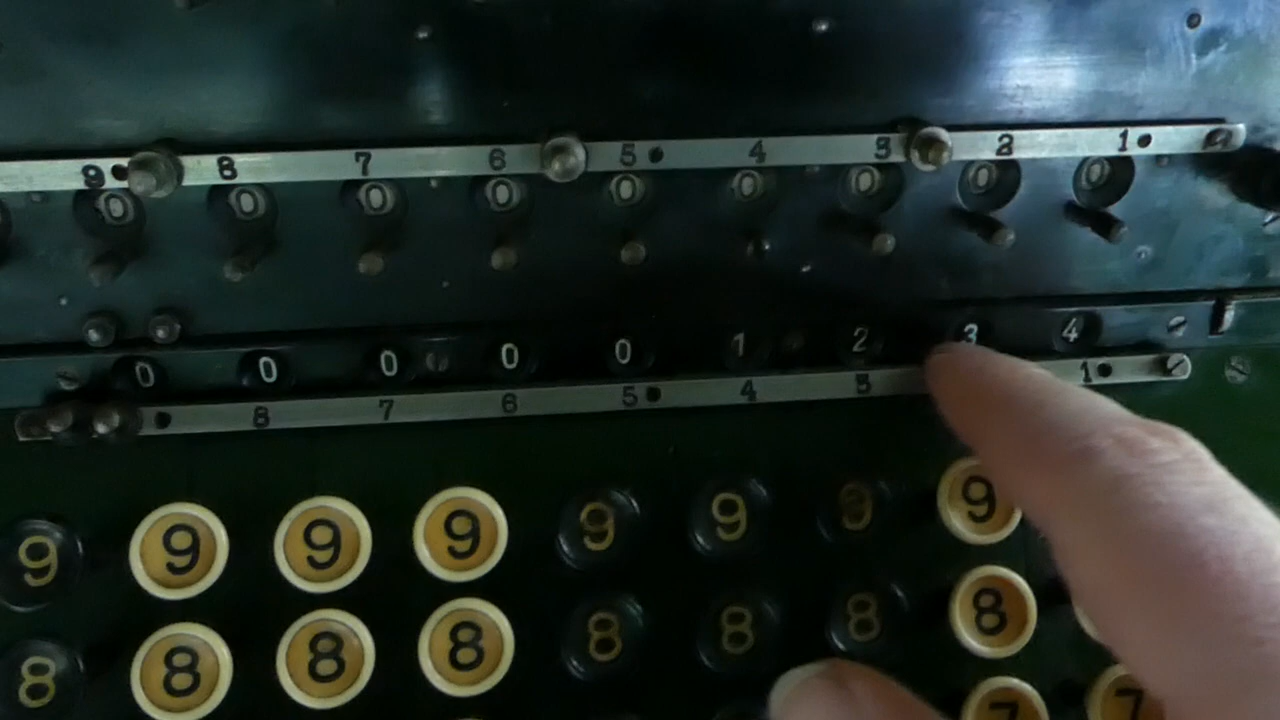 9 8 7 6 5 4 3 2 1
0 0 0 0 0 0 0 0 0
0 0 0 0 0 1 2 3 4
8 7 6 5 4 3 1
9 9 9 9 9 9 9 9
8 8 8 8 8 8 8 8
7 7